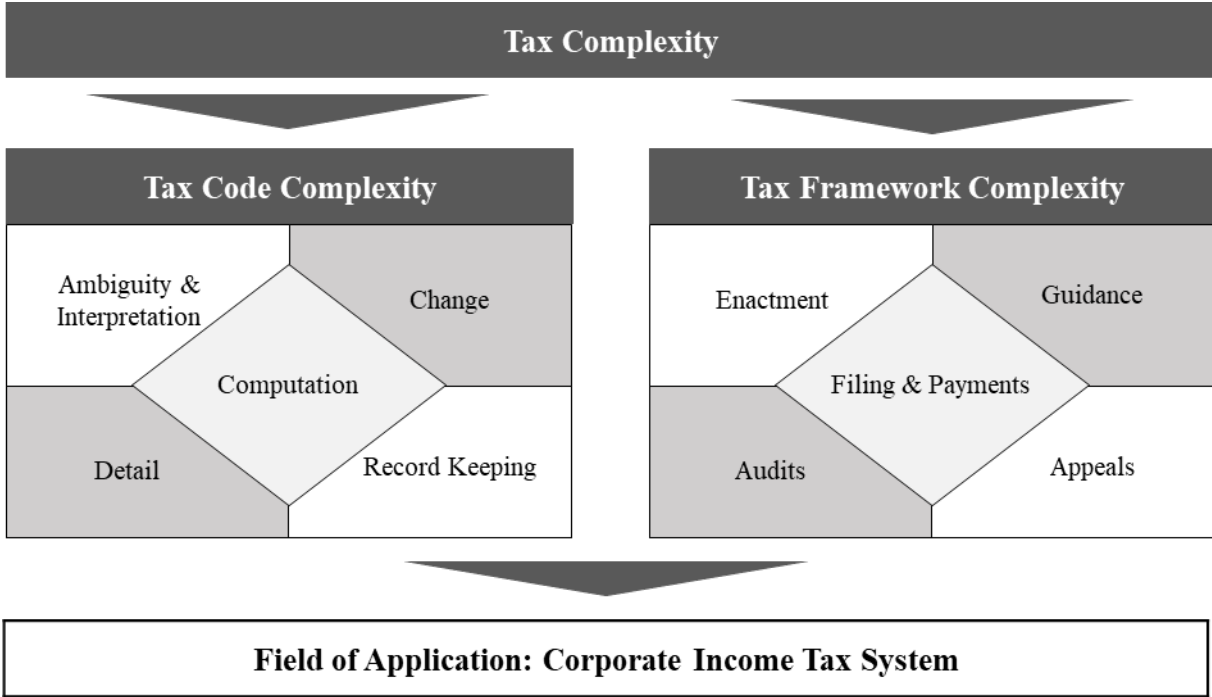 Tax Complexity
Tax Code Complexity
Ambiguity &
Interpretation
Change
Computation
Detail
Record Keeping
Tax Framework Complexity
Enactment
Guidance
Filing & Payments
Audits
Appeals
Field of Application: Corporate Income Tax System